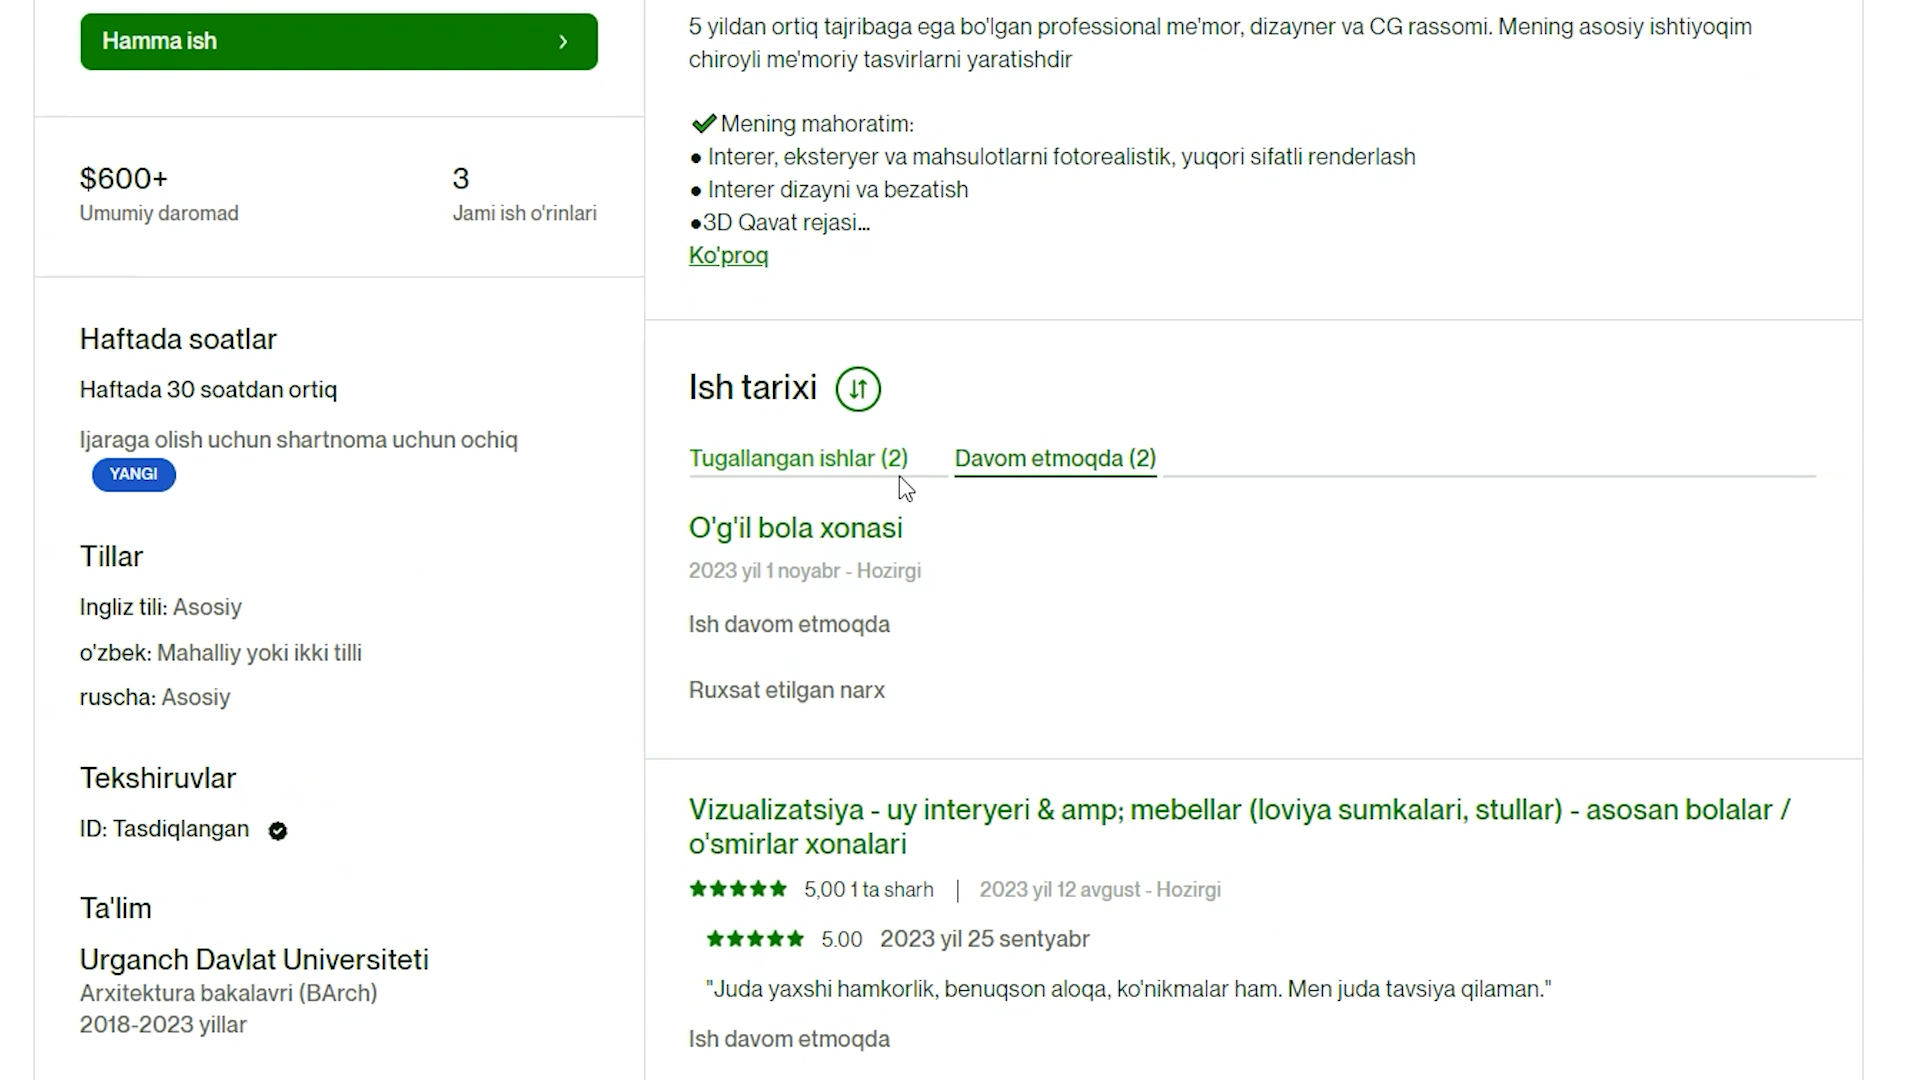 Hamma ish
$600+
Umumiy daromad
3
Jami ish o'rinlari
Haftada soatlar
Haftada 30 soatdan ortiq
Ijaraga olish uchun shartnoma uchun ochiq
YANGI
Tillar
Ingliz tili: Asosiy
o'zbek: Mahalliy yoki ikki tilli
ruscha: Asosiy
Tekshiruvlar
ID: Tasdiqlangan
Ta'lim
Urganch Davlat Universiteti
Arxitektura bakalavri (BArch)
2018-2023 yillar
5 yildan ortiq tajribaga ega bo'lgan professional me'mor, dizayner va CG rassomi. Mening asosiy ishtiyoqim
chiroyli me'moriy tasvirlarni yaratishdir
✔Mening mahoratim:
● Interer, eksteryer va mahsulotlarni fotorealistik, yuqori sifatli renderlash
● Interer dizayni va bezatish
●3D Qavat rejasi...
Ko'proq
Ish tarixi
Tugallangan ishlar (2) Davom etmoqda (2)
O'g'il bola xonasi
2023 yil 1 noyabr - Hozirgi
Ish davom etmoqda
Ruxsat etilgan narx
Vizualizatsiya - uy interyeri & amp; mebellar (loviya sumkalari, stullar) - asosan bolalar /
o'smirlar xonalari
★★★★★ 5,00 1 ta sharh | 2023 yil 12 avgust - Hozirgi
★★★★★ 5.00 2023 yil 25 sentyabr
"Juda yaxshi hamkorlik, benuqson aloqa, ko'nikmalar ham. Men juda tavsiya qilaman."
Ish davom etmoqda